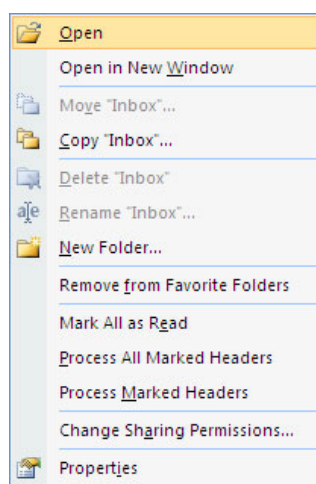 Open
Open in New Window
Move "Inbox"...
Copy "Inbox"...
Delete "Inbox"
Rename "Inbox"...
New Folder...
Remove from Favorite Folders
Mark All as Read
Process All Marked Headers
Process Marked Headers
Change Sharing Permissions...
Properties